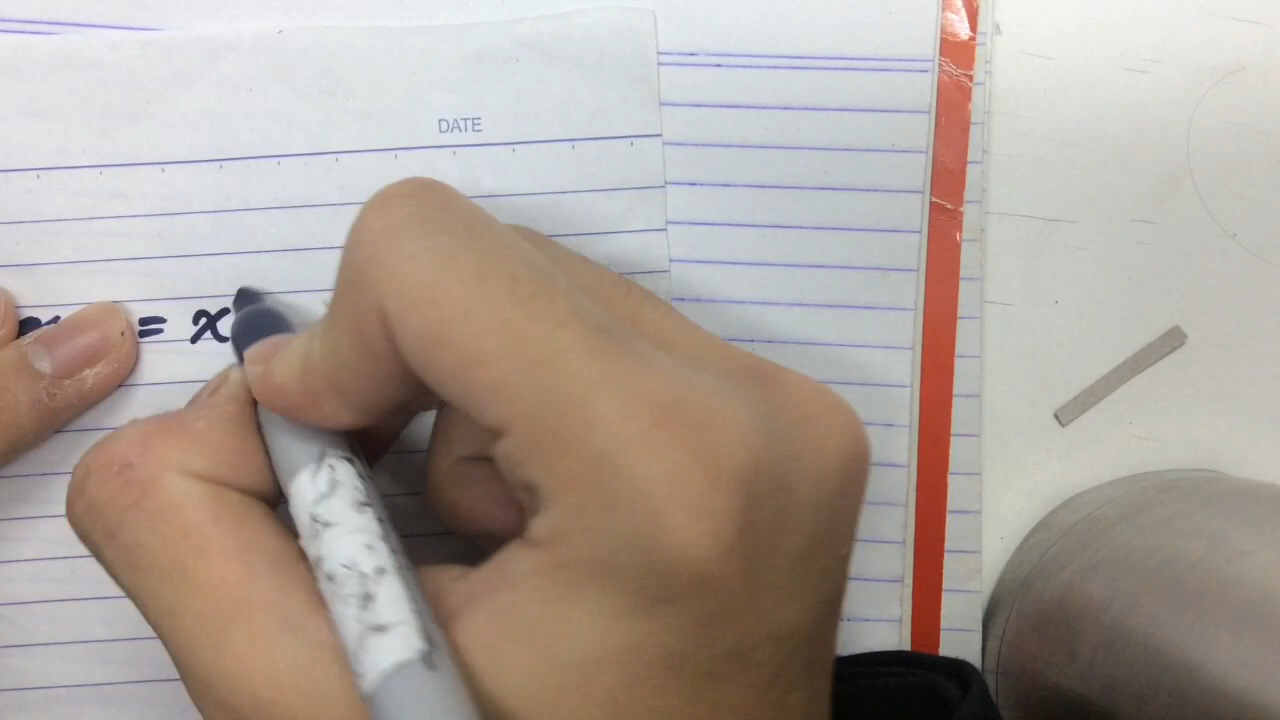 DATE
= x